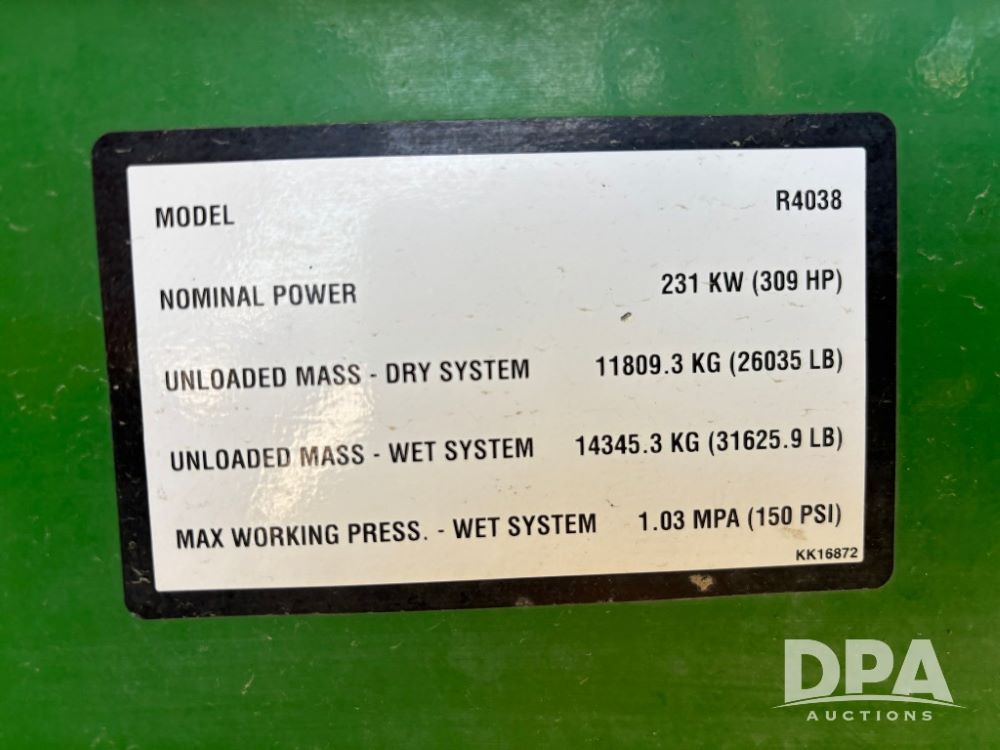 MODEL R4038
NOMINAL POWER 231 KW (309 HP)
UNLOADED MASS - DRY SYSTEM 11809.3 KG (26035 LB)
UNLOADED MASS - WET SYSTEM 14345.3 KG (31625.9 LB)
MAX WORKING PRESS. - WET SYSTEM 1.03 MPA (150 PSI)
KK16872
DPA
AUCTIONS